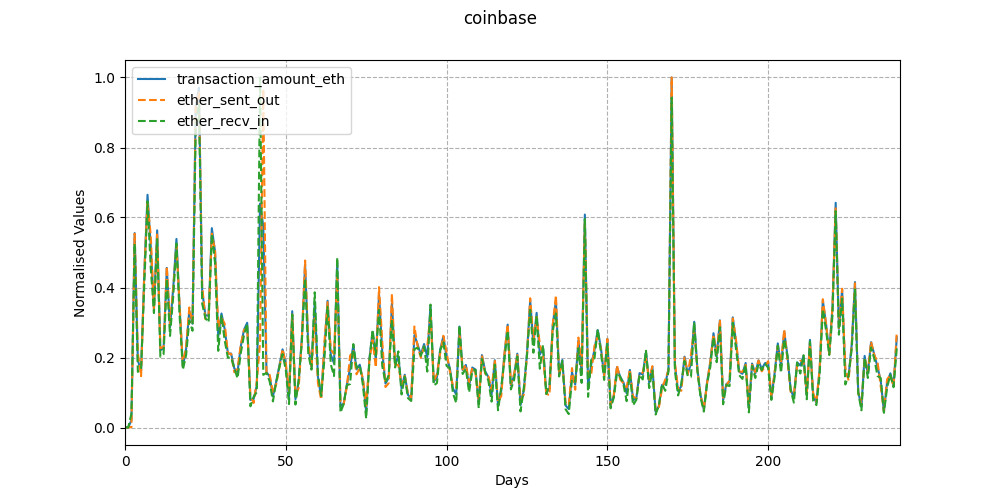 coinbase
transaction_amount_eth
ether_sent_out
ether_recv_in
Normalised Values
1.0
0.8
0.6
0.4
0.2
0.0
0 50 100 150 200
Days